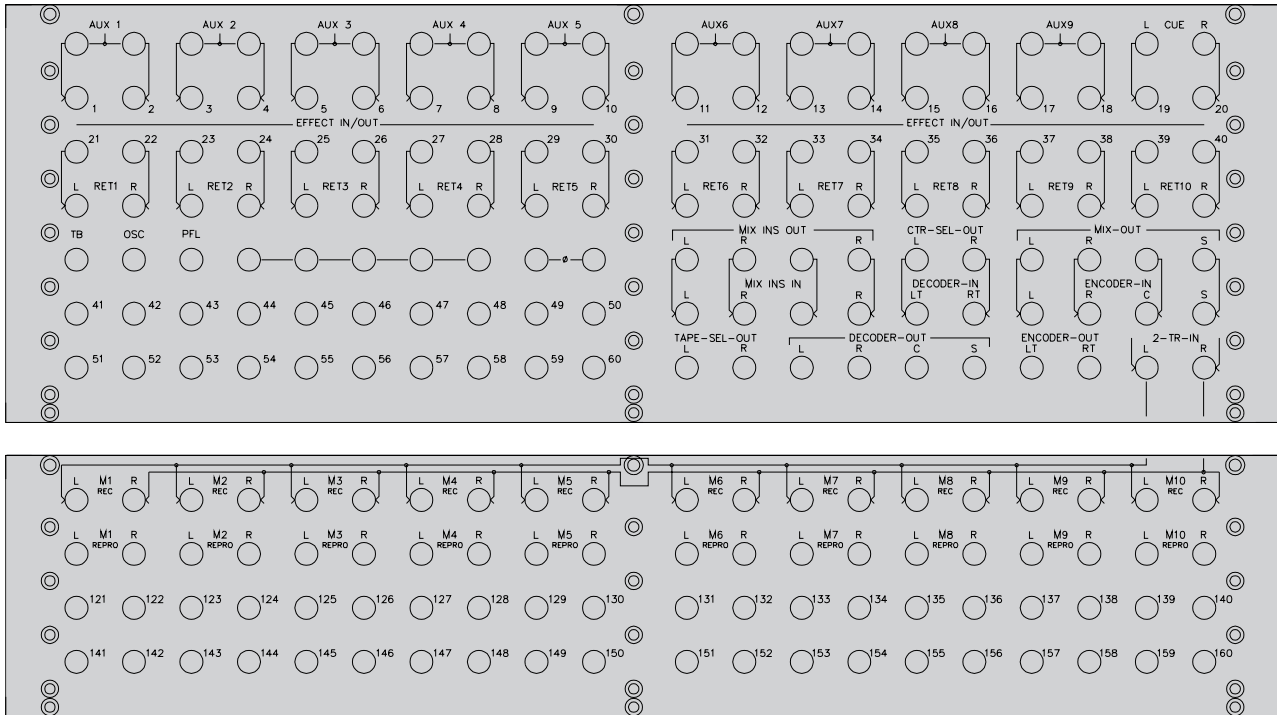 AUX 1 AUX 2 AUX 3 AUX 4 AUX 5 AUX6 AUX7 AUX8 AUX9 L CUE R
1 2 3 4 5 6 7 8 9 10 11 12 13 14 15 16 17 18 19 20
EFFECT IN/OUT EFFECT IN/OUT
21 22 23 24 25 26 27 28 29 30 31 32 33 34 35 36 37 38 39 40
L RET1 R L RET2 R L RET3 R L RET4 R L RET5 R L RET6 R L RET7 R L RET8 R L RET9 R L RET10 R
TB OSC PFL MIX INS OUT CTR-SEL-OUT MIX-OUT
L R R L R L R S
ø
MIX INS IN DECODER-IN ENCODER-IN
L R R LT RT L R C S
41 42 43 44 45 46 47 48 49 50
TAPE-SEL-OUT DECODER-OUT ENCODER-OUT 2-TR-IN
L R L R C S LT RT L R
51 52 53 54 55 56 57 58 59 60
L M1 R L M2 R L M3 R L M4 R L M5 R L M6 R L M7 R L M8 R L M9 R L M10 R
REC REC REC REC REC REC REC REC REC REC
L M1 R L M2 R L M3 R L M4 R L M5 R L M6 R L M7 R L M8 R L M9 R L M10 R
REPRO REPRO REPRO REPRO REPRO REPRO REPRO REPRO REPRO REPRO
121 122 123 124 125 126 127 128 129 130 131 132 133 134 135 136 137 138 139 140
141 142 143 144 145 146 147 148 149 150 151 152 153 154 155 156 157 158 159 160